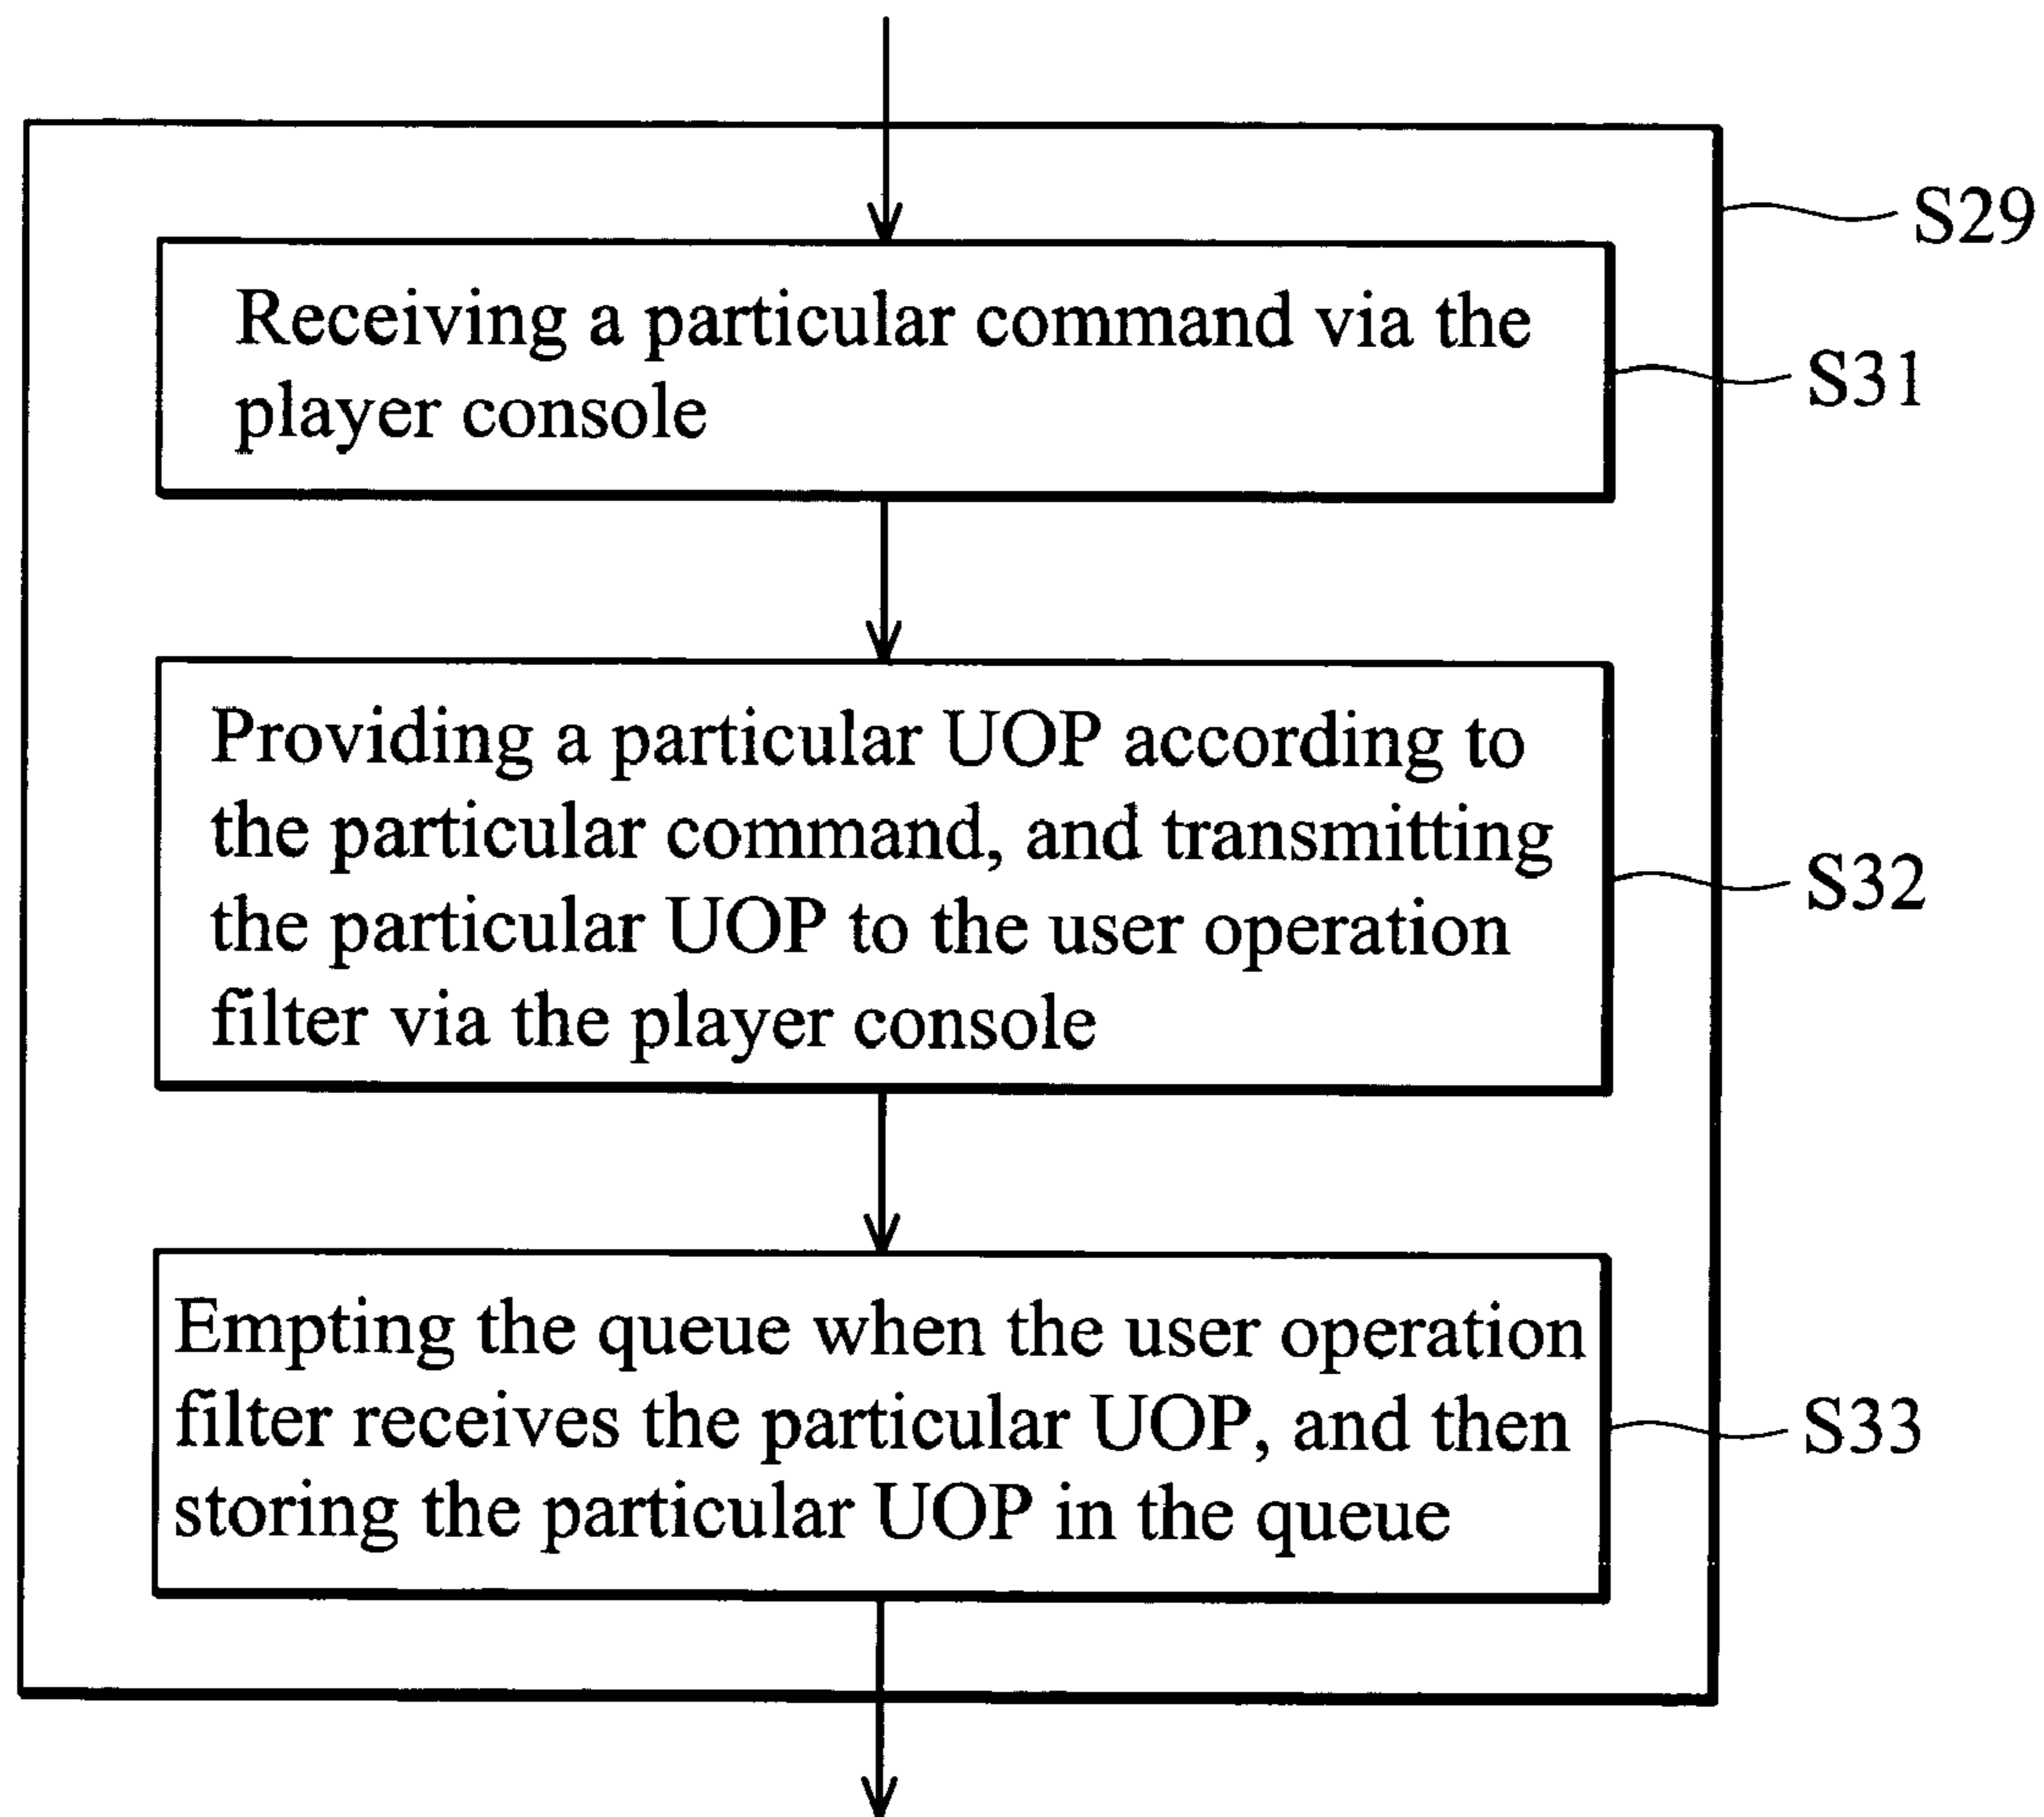 S29
Receiving a particular command via the
player console
S31
Providing a particular UOP according to
the particular command, and transmitting
the particular UOP to the user operation
filter via the player console
S32
Empting the queue when the user operation
filter receives the particular UOP, and then
storing the particular UOP in the queue
S33